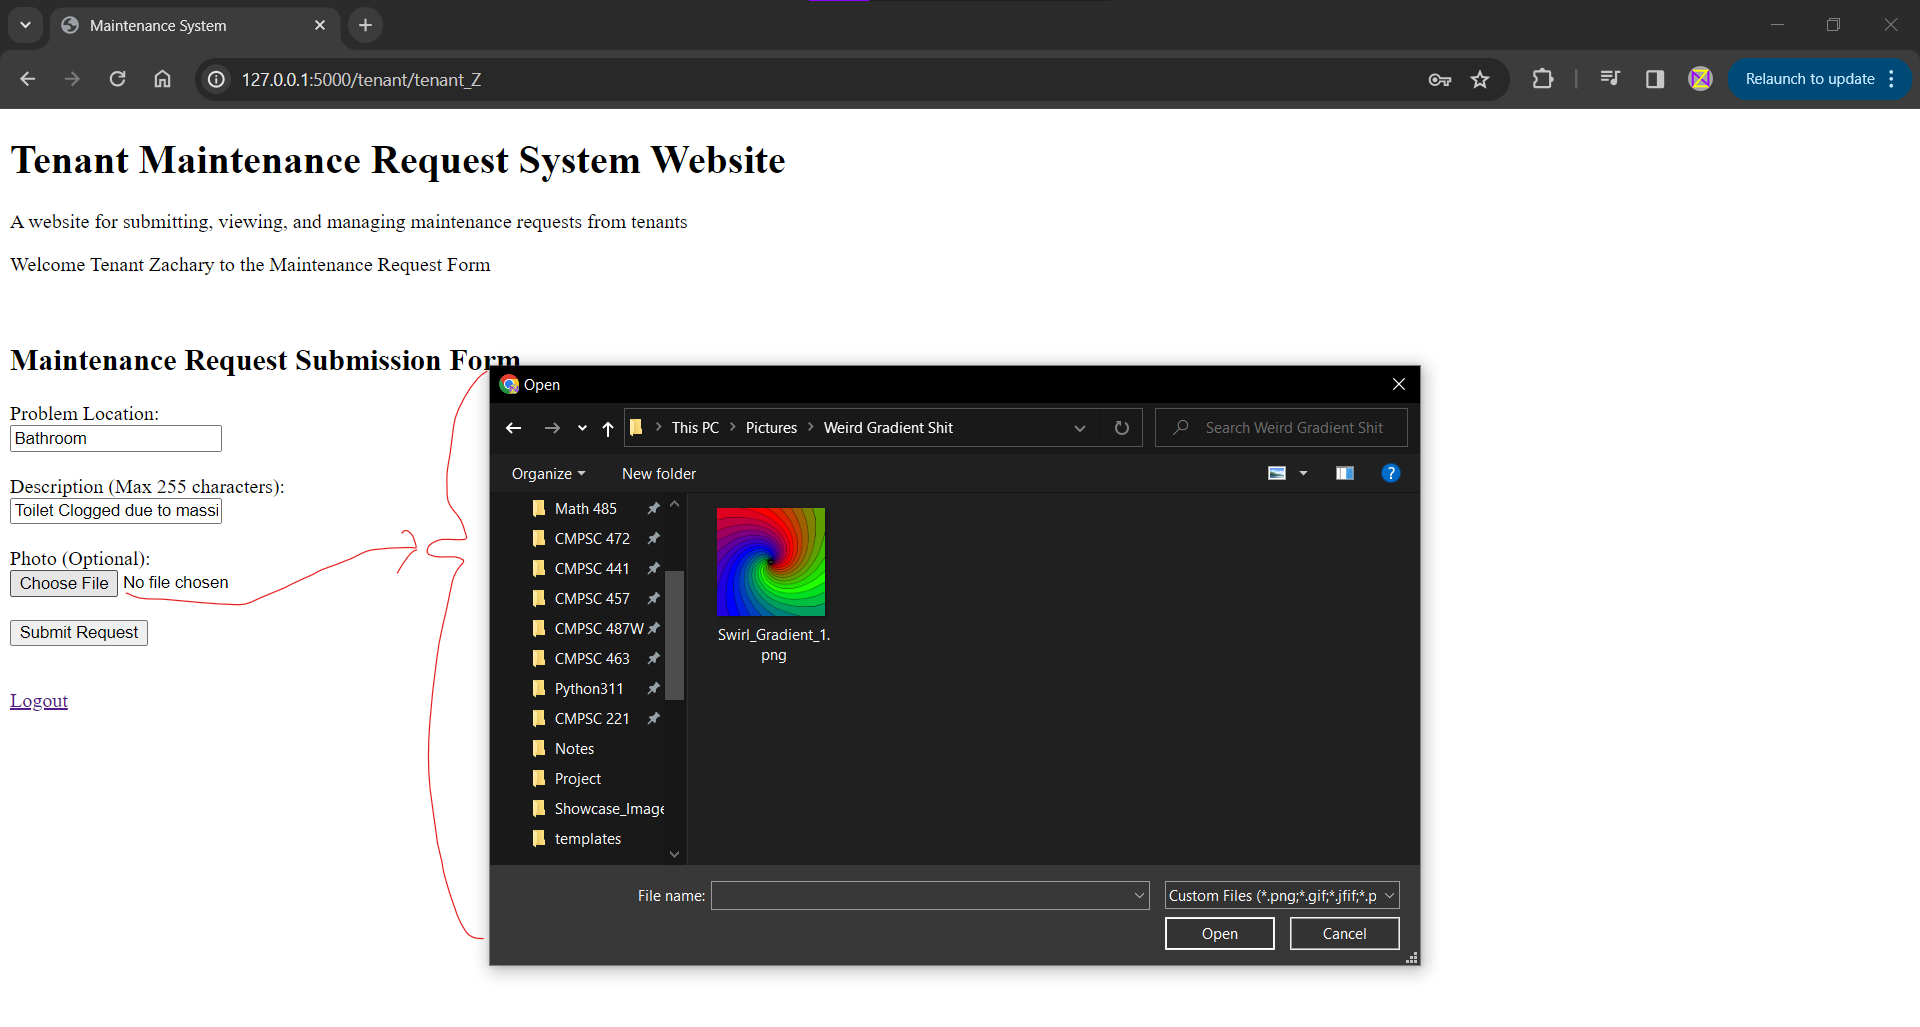 Maintenance System
127.0.0.1:5000/tenant/tenant_Z
Relaunch to update
Tenant Maintenance Request System Website
A website for submitting, viewing, and managing maintenance requests from tenants
Welcome Tenant Zachary to the Maintenance Request Form
Maintenance Request Submission Form
Problem Location:
Bathroom
Description (Max 255 characters):
Toilet Clogged due to massi
Photo (Optional):
Choose File No file chosen
Submit Request
Logout
Open
This PC Pictures Weird Gradient Shit
Search Weird Gradient Shit
Organize New folder
?
Math 485
CMPSC 472
CMPSC 441
CMPSC 457
CMPSC 487W
CMPSC 463
Python311
CMPSC 221
Notes
Project
Showcase_Image
templates
Swirl_Gradient_1.
png
File name:
Custom Files (*.png;*.gif;*.jfif;*.p
Open Cancel